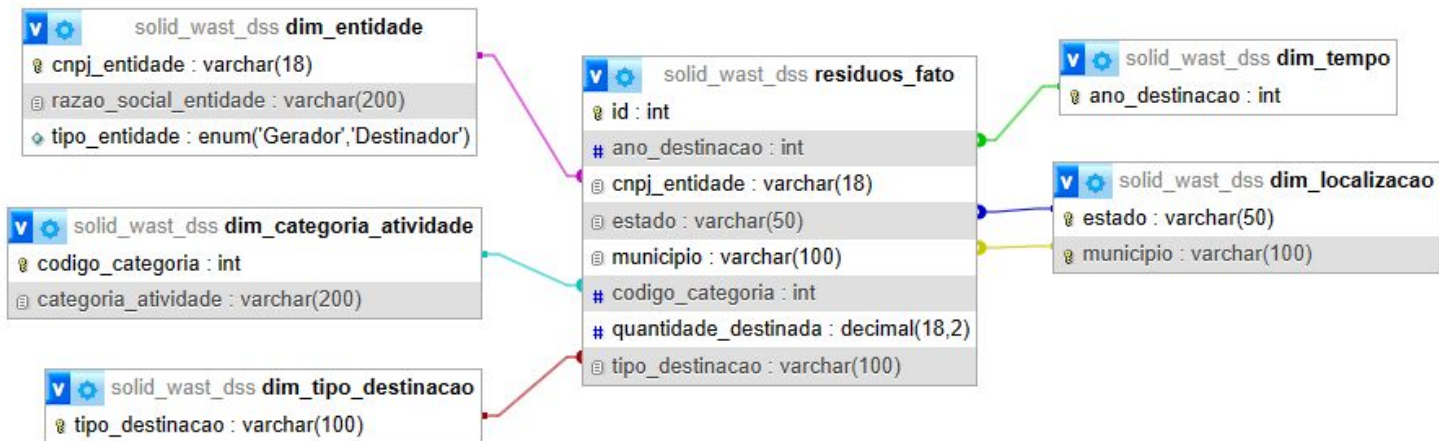 V solid_wast_dss dim_entidade
cnpj_entidade : varchar(18)
razao_social_entidade : varchar(200)
tipo_entidade : enum('Gerador','Destinador')
V solid_wast_dss dim_categoria_atividade
codigo_categoria : int
categoria_atividade : varchar(200)
V solid_wast_dss dim_tipo_destinacao
tipo_destinacao : varchar(100)
V solid_wast_dss residuos_fato
id : int
# ano_destinacao : int
cnpj_entidade : varchar(18)
estado : varchar(50)
municipio : varchar(100)
# codigo_categoria : int
# quantidade_destinada : decimal(18,2)
tipo_destinacao : varchar(100)
V solid_wast_dss dim_tempo
ano_destinacao : int
V solid_wast_dss dim_localizacao
estado : varchar(50)
municipio : varchar(100)